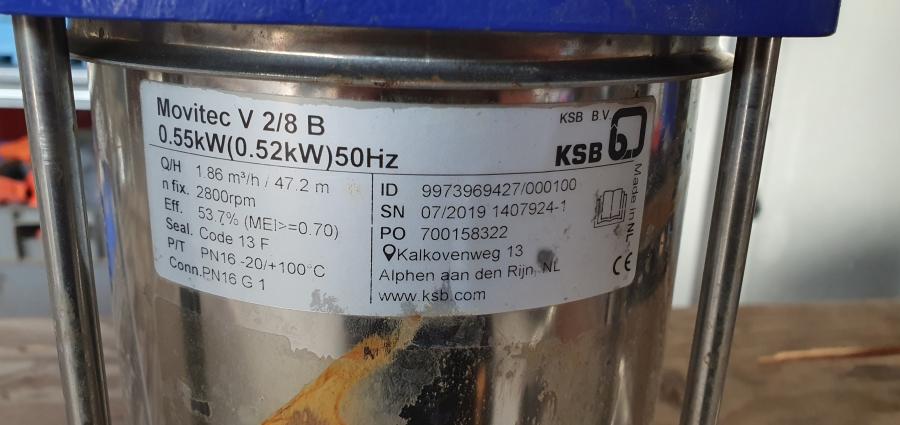 Movitec V 2/8 B
0.55kW(0.52kW)50Hz
Q/H 1.86 m³/h / 47.2 m
n fix. 2800rpm
Eff. 53.7% (MEI>=0.70)
Seal. Code 13 F
P/T PN16 -20/+100°C
Conn. PN16 G 1
KSB B.V.
KSB
ID 9973969427/000100
SN 07/2019 1407924-1
PO 700158322
Kalkovenweg 13
Alphen aan den Rijn, NL
www.ksb.com
Made in NL
CE